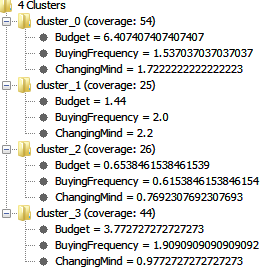 4 Clusters
cluster_0 (coverage: 54)
Budget = 6.407407407407407
BuyingFrequency = 1.537037037037037
ChangingMind = 1.7222222222222223
cluster_1 (coverage: 25)
Budget = 1.44
BuyingFrequency = 2.0
ChangingMind = 2.2
cluster_2 (coverage: 26)
Budget = 0.6538461538461539
BuyingFrequency = 0.6153846153846154
ChangingMind = 0.7692307692307693
cluster_3 (coverage: 44)
Budget = 3.772727272727273
BuyingFrequency = 1.9090909090909092
ChangingMind = 0.9772727272727273